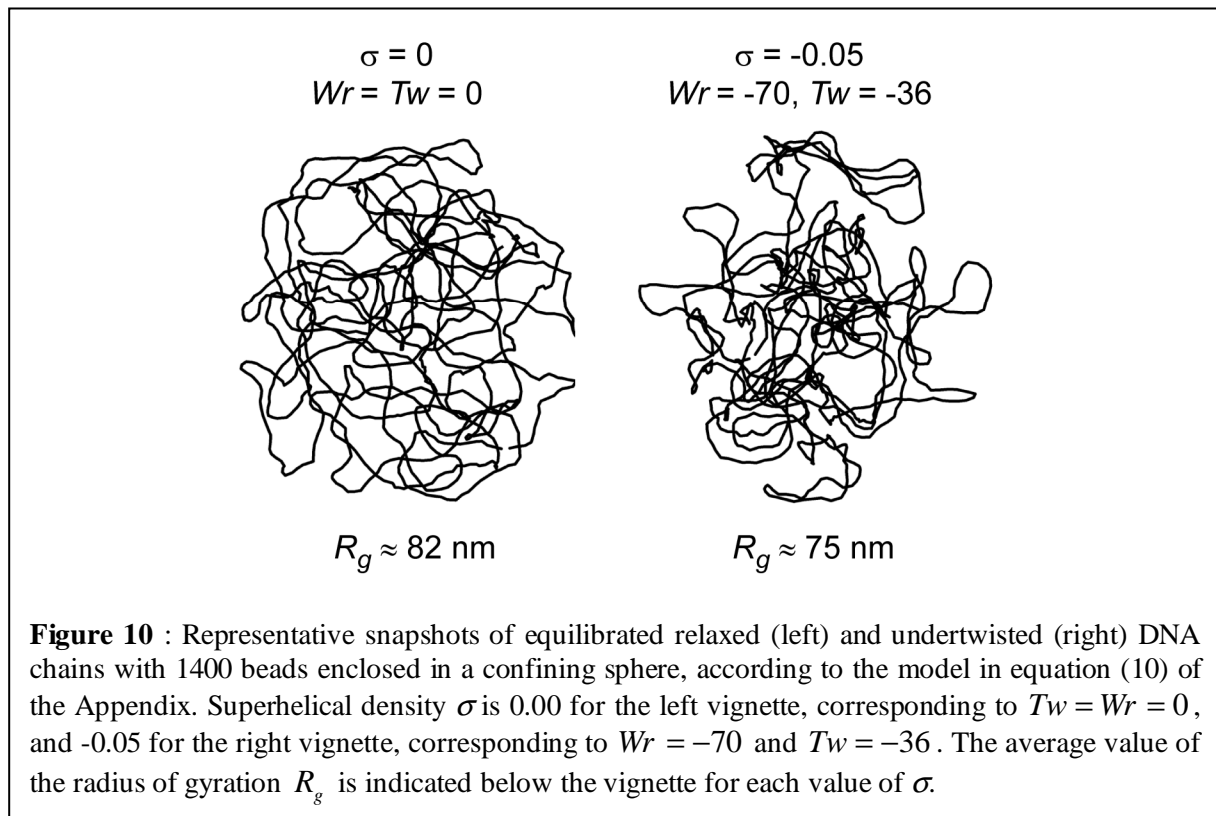 σ = 0
Wr = Tw = 0
σ = -0.05
Wr = -70, Tw = -36
R_g ≈ 82 nm
R_g ≈ 75 nm
Figure 10 : Representative snapshots of equilibrated relaxed (left) and undertwisted (right) DNA
chains with 1400 beads enclosed in a confining sphere, according to the model in equation (10) of
the Appendix. Superhelical density σ is 0.00 for the left vignette, corresponding to Tw = Wr = 0,
and -0.05 for the right vignette, corresponding to Wr = −70 and Tw = −36. The average value of
the radius of gyration R_g is indicated below the vignette for each value of σ.